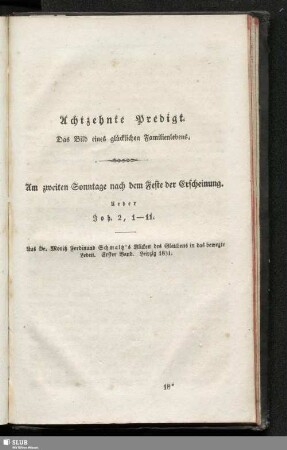 Achtzehnte Predigt.
Das Bild eines glücklichen Familienlebens.
Am zweiten Sonntage nach dem Feste der Erscheinung.
Ueber
Joh. 2, 1—11.
Aus Dr. Moritz Ferdinand Schmaltz's Blicken des Glaubens in das bewegte
Leben. Erster Band. Leipzig
18*
SLUB